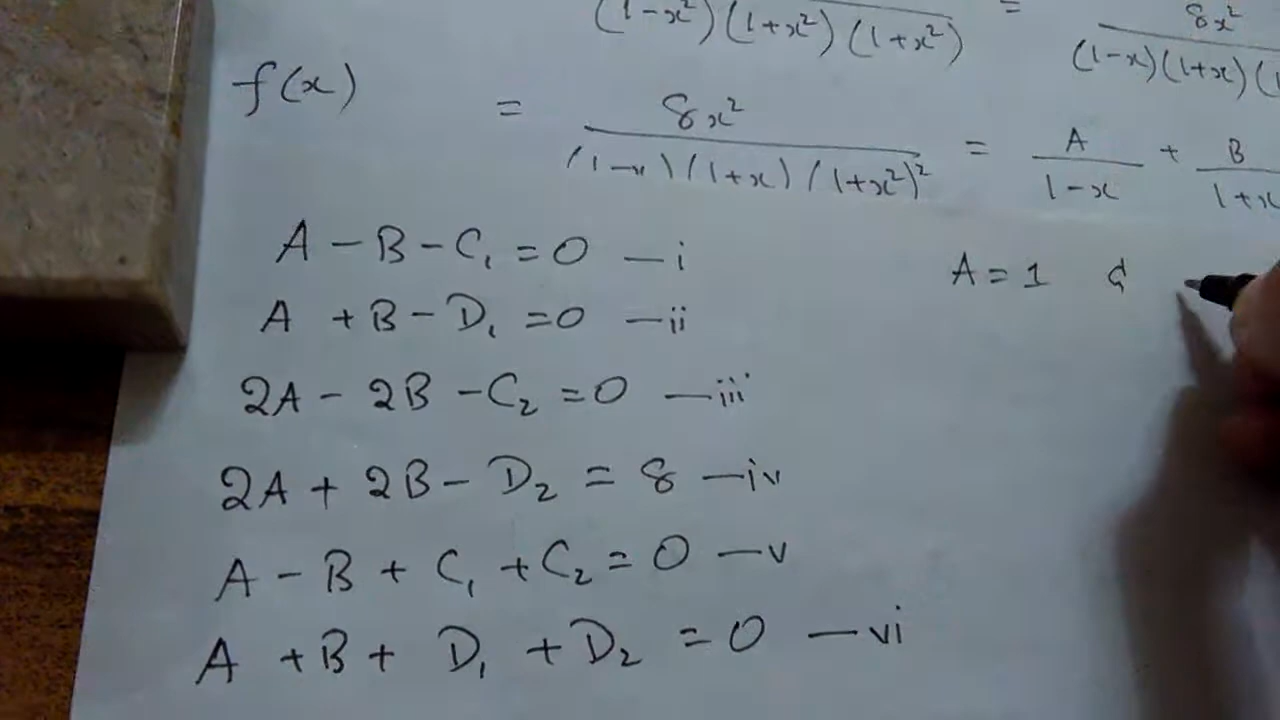 (1-x²)(1+x²)(1+x²) = 8x² / (1-x)(1+x)(1
f(x) = 8x² / (1-x)(1+x)(1+x²)² = A / 1-x + B / 1+x
A - B - C₁ = 0 — i A = 1 &
A + B - D₁ = 0 — ii
2A - 2B - C₂ = 0 — iii
2A + 2B - D₂ = 8 — iv
A - B + C₁ + C₂ = 0 — v
A + B + D₁ + D₂ = 0 — vi